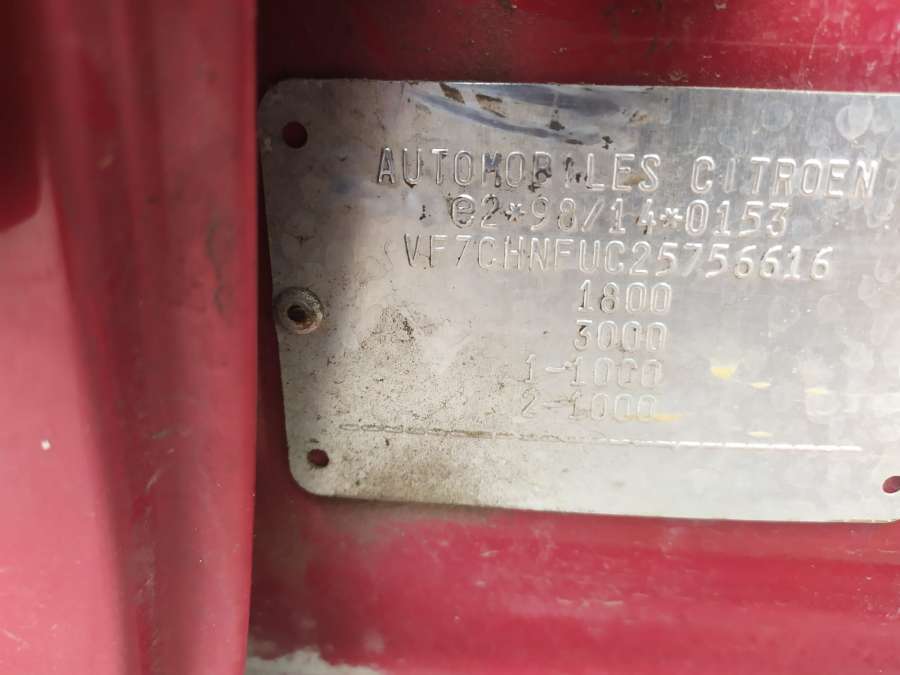 AUTOMOBILES CITROEN
e2*98/14*0153
VF7CHNFUC25756616
1800
3000
1-1000
2-1000